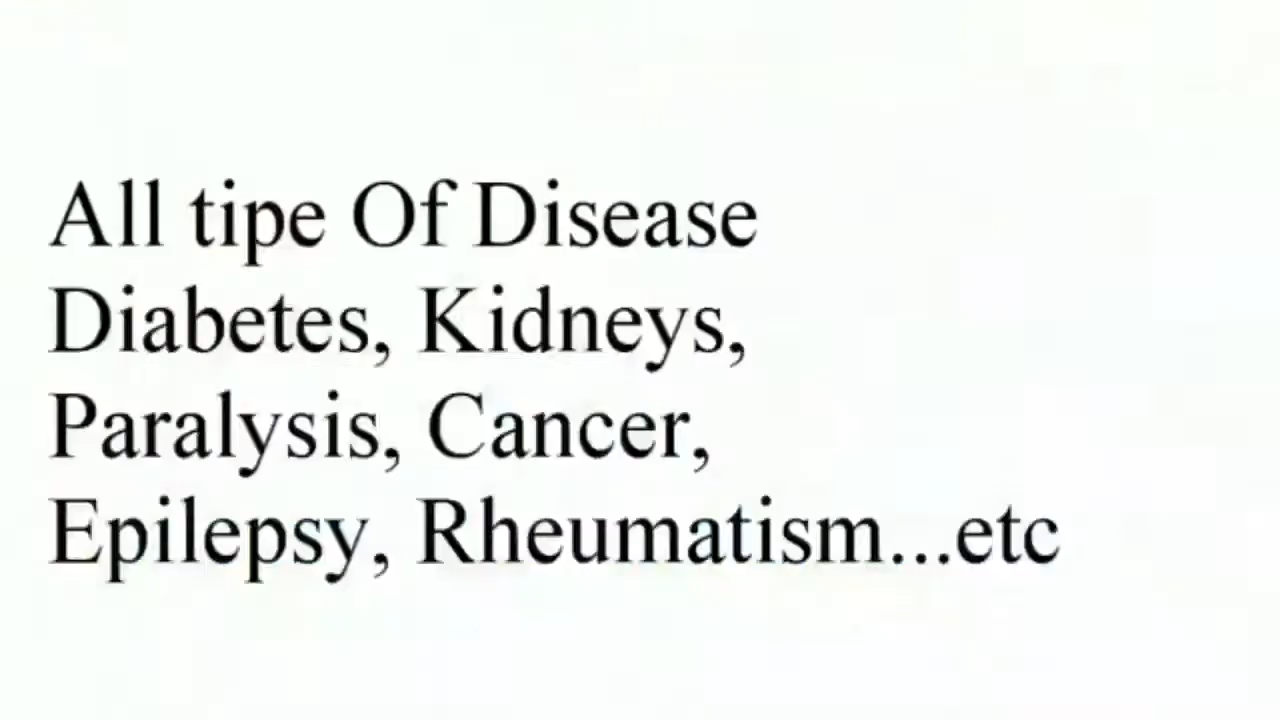 All tipe Of Disease
Diabetes, Kidneys,
Paralysis, Cancer,
Epilepsy, Rheumatism...etc